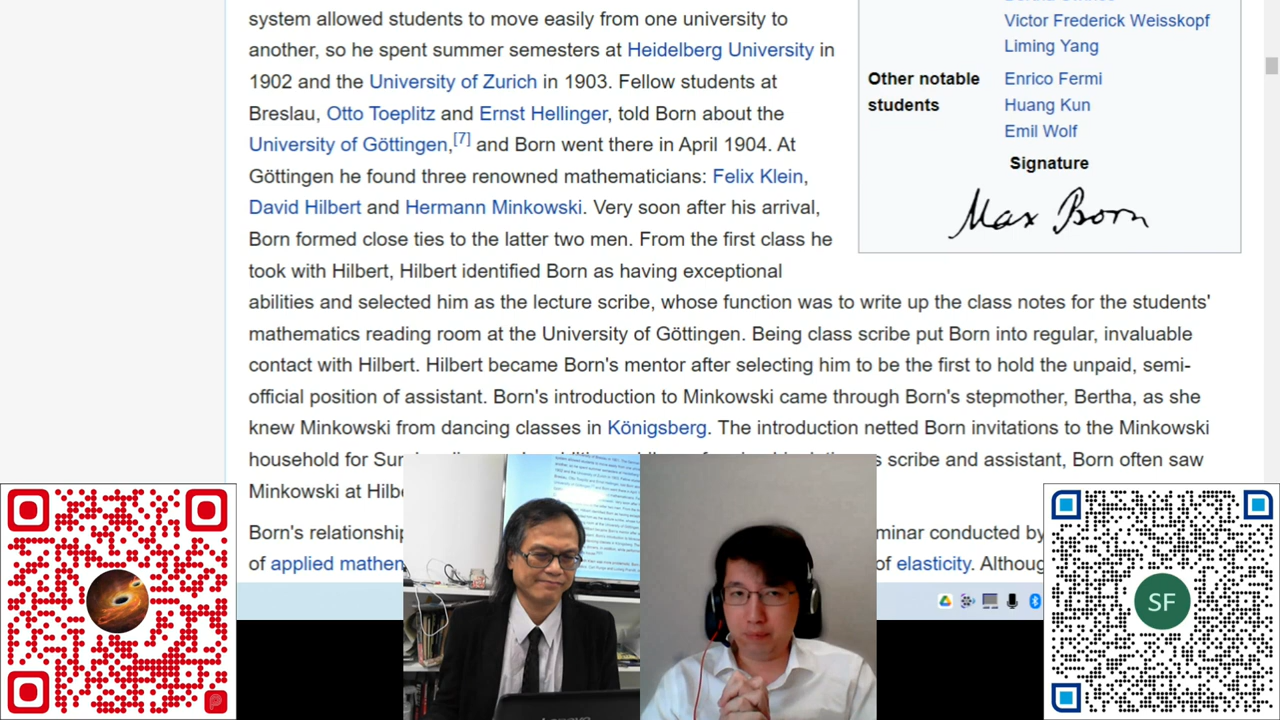 system allowed students to move easily from one university to
another, so he spent summer semesters at Heidelberg University in
1902 and the University of Zurich in 1903. Fellow students at
Breslau, Otto Toeplitz and Ernst Hellinger, told Born about the
University of Göttingen,[7] and Born went there in April 1904. At
Göttingen he found three renowned mathematicians: Felix Klein,
David Hilbert and Hermann Minkowski. Very soon after his arrival,
Born formed close ties to the latter two men. From the first class he
took with Hilbert, Hilbert identified Born as having exceptional
abilities and selected him as the lecture scribe, whose function was to write up the class notes for the students'
mathematics reading room at the University of Göttingen. Being class scribe put Born into regular, invaluable
contact with Hilbert. Hilbert became Born's mentor after selecting him to be the first to hold the unpaid, semi-
official position of assistant. Born's introduction to Minkowski came through Born's stepmother, Bertha, as she
knew Minkowski from dancing classes in Königsberg. The introduction netted Born invitations to the Minkowski
household for scribe and assistant, Born often saw
Minkowski at
Born's relationship minar conducted
of applied of elasticity.
Victor Frederick Weisskopf
Liming Yang
Other notable students
Enrico Fermi
Huang Kun
Emil Wolf
Signature
Max Born
SF